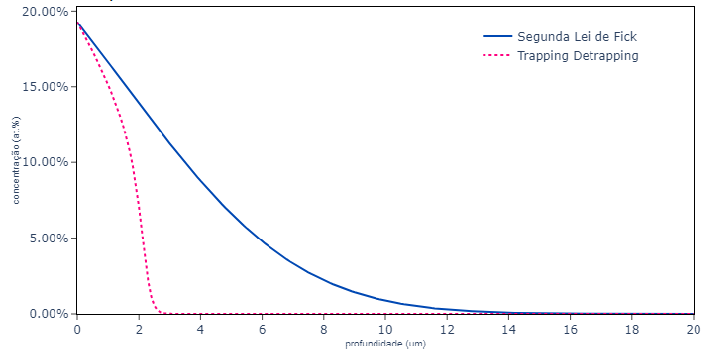 20.00%
15.00%
10.00%
5.00%
0.00%
concentração (at.%)
Segunda Lei de Fick
Trapping Detrapping
0 2 4 6 8 10 12 14 16 18 20
profundidade (um)